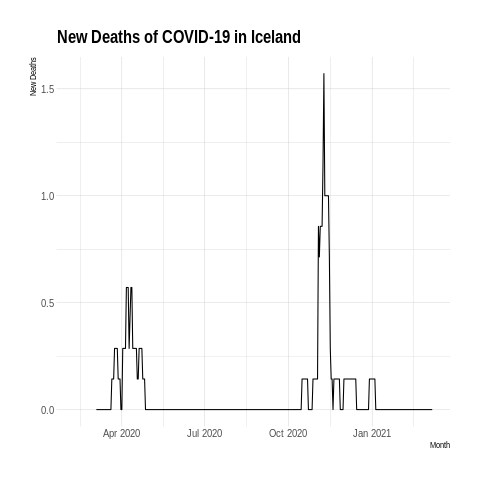 New Deaths of COVID-19 in Iceland
New Deaths
1.5
1.0
0.5
0.0
Apr 2020 Jul 2020 Oct 2020 Jan 2021
Month